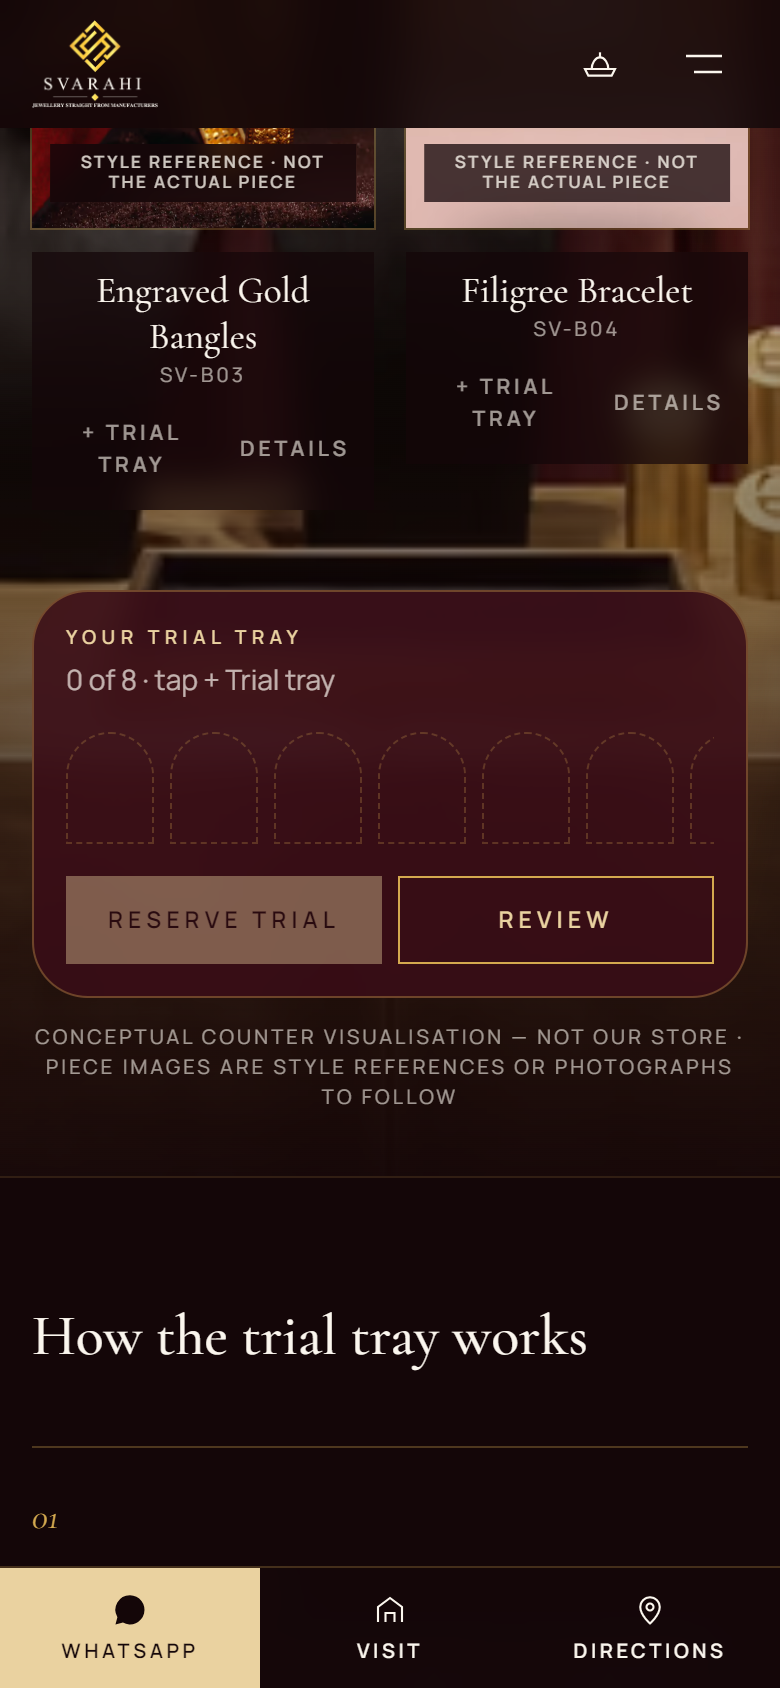 SVARAHI
JEWELLERY STRAIGHT FROM MANUFACTURERS
STYLE REFERENCE · NOT
THE ACTUAL PIECE
STYLE REFERENCE · NOT
THE ACTUAL PIECE
Engraved Gold
Bangles
SV-B03
+ TRIAL
TRAY
DETAILS
Filigree Bracelet
SV-B04
+ TRIAL
TRAY
DETAILS
YOUR TRIAL TRAY
0 of 8 · tap + Trial tray
RESERVE TRIAL
REVIEW
CONCEPTUAL COUNTER VISUALISATION — NOT OUR STORE ·
PIECE IMAGES ARE STYLE REFERENCES OR PHOTOGRAPHS
TO FOLLOW
How the trial tray works
01
WHATSAPP
VISIT
DIRECTIONS